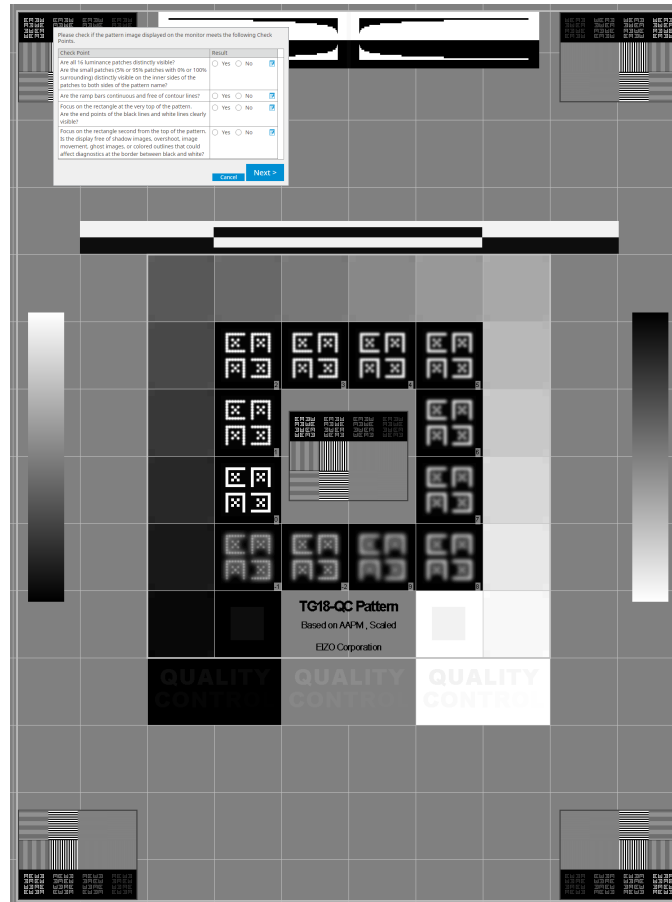 Please check if the pattern image displayed on the monitor meets the following Check
Points.
Check Point Result
Are all 16 luminance patches distinctly visible?
Are the small patches (5% or 95% patches with 0% or 100%
surrounding) distinctly visible on the inner sides of the
patches to both sides of the pattern name?
Yes No
Are the ramp bars continuous and free of contour lines?
Yes No
Focus on the rectangle at the very top of the pattern.
Are the end points of the black lines and white lines clearly
visible?
Yes No
Focus on the rectangle second from the top of the pattern.
Is the display free of shadow images, overshoot, image
movement, ghost images, or colored outlines that could
affect diagnostics at the border between black and white?
Yes No
Cancel
Next >
TG18-QC Pattern
Based on AAPM , Scaled
EIZO Corporation
QUALITY
CONTRO
QUALITY
CONTRO
QUALITY
CONTRO